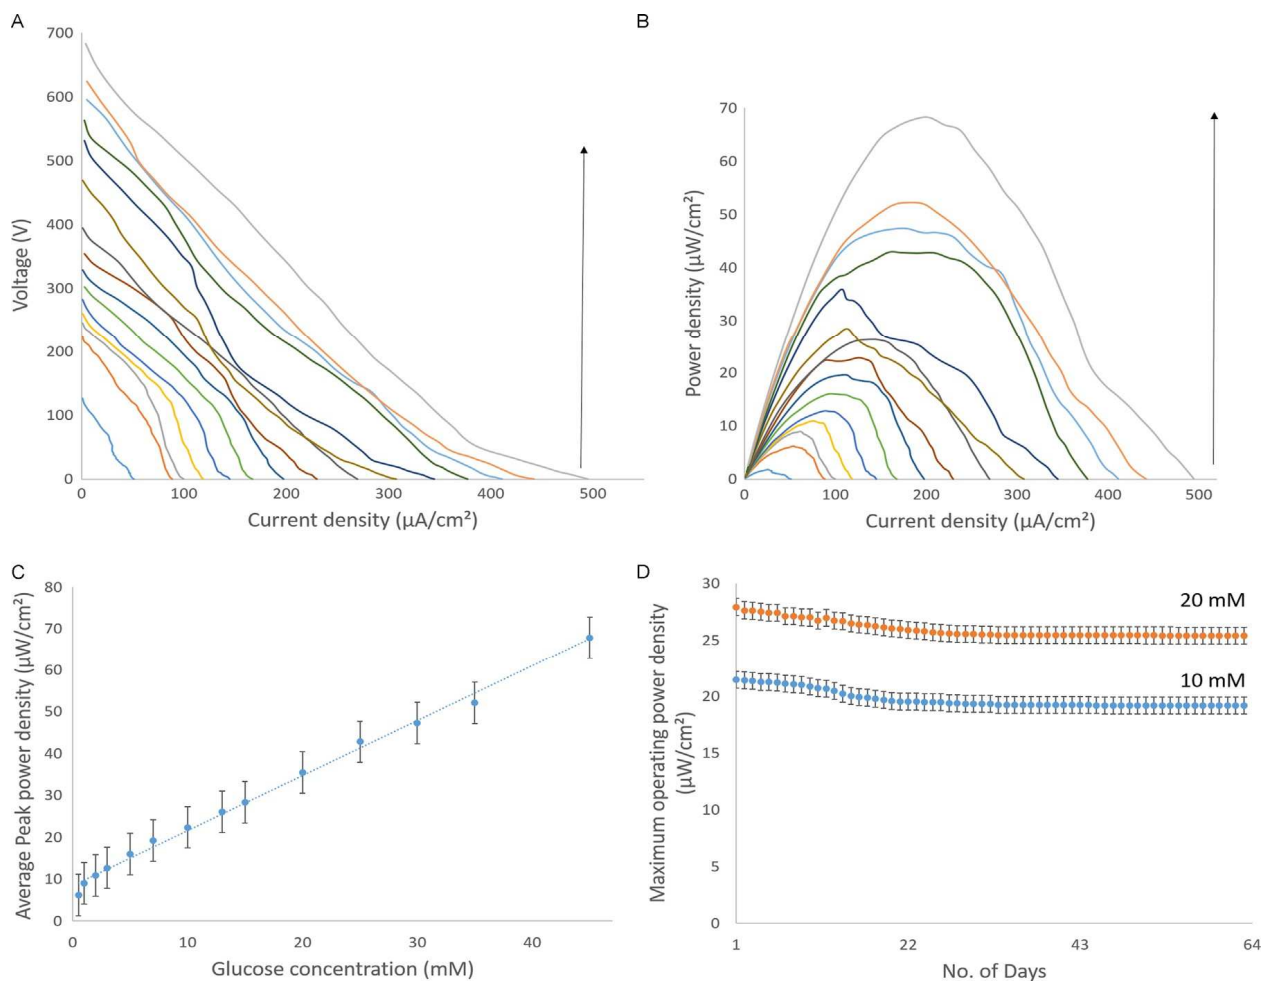 A
700
600
500
400
300
200
100
0
Voltage (V)
0 100 200 300 400 500
Current density (µA/cm²)
B
70
60
50
40
30
20
10
0
Power density (µW/cm²)
0 100 200 300 400 500
Current density (µA/cm²)
C
80
70
60
50
40
30
20
10
0
Average Peak power density (µW/cm²)
0 10 20 30 40
Glucose concentration (mM)
D
30
25
20
15
10
5
0
Maximum operating power density
(µW/cm²)
20 mM
10 mM
1 22 43 64
No. of Days